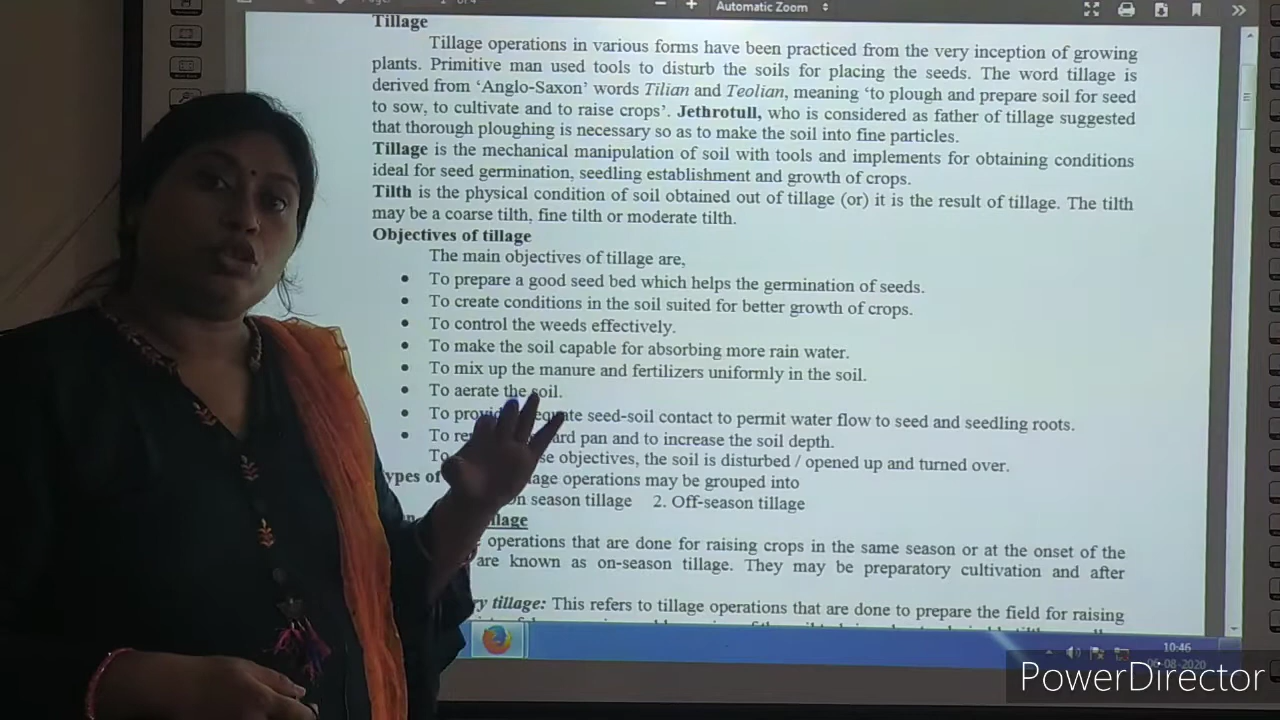 Automatic Zoom
Tillage
Tillage operations in various forms have been practiced from the very inception of growing
plants. Primitive man used tools to disturb the soils for placing the seeds. The word tillage is
derived from ‘Anglo-Saxon’ words Tilian and Teolian, meaning ‘to plough and prepare soil for seed
to sow, to cultivate and to raise crops’. Jethrotull, who is considered as father of tillage suggested
that thorough ploughing is necessary so as to make the soil into fine particles.
Tillage is the mechanical manipulation of soil with tools and implements for obtaining conditions
ideal for seed germination, seedling establishment and growth of crops.
Tilth is the physical condition of soil obtained out of tillage (or) it is the result of tillage. The tilth
may be a coarse tilth, fine tilth or moderate tilth.
Objectives of tillage
The main objectives of tillage are,
• To prepare a good seed bed which helps the germination of seeds.
• To create conditions in the soil suited for better growth of crops.
• To control the weeds effectively.
• To make the soil capable for absorbing more rain water.
• To mix up the manure and fertilizers uniformly in the soil.
• To aerate the soil.
• To seed-soil contact to permit water flow to seed and seedling roots.
• To pan and to increase the soil depth.
objectives, the soil is disturbed / opened up and turned over.
of operations may be grouped into
season tillage 2. Off-season tillage
operations that are done for raising crops in the same season or at the onset of the
are known as on-season tillage. They may be preparatory cultivation and after
tillage: This refers to tillage operations that are done to prepare the field for raising
10:46
06-08-2020
PowerDirector